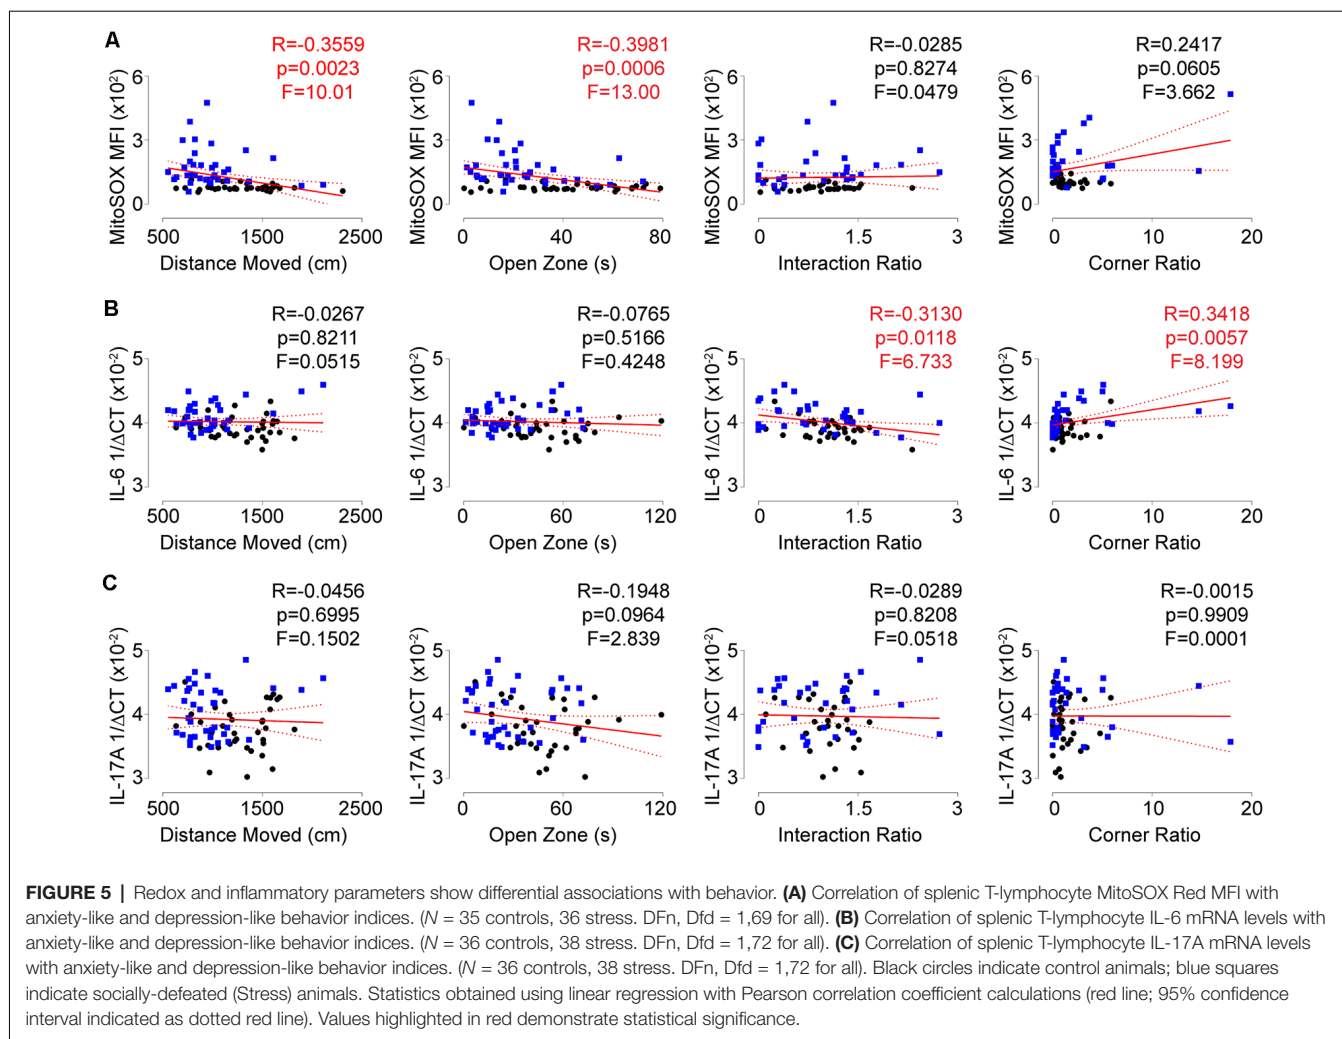 A
R=-0.3559
p=0.0023
F=10.01
R=-0.3981
p=0.0006
F=13.00
R=-0.0285
p=0.8274
F=0.0479
R=0.2417
p=0.0605
F=3.662
MitoSOX MFI (x10²)
6
3
0
500 1500 2500
Distance Moved (cm)
MitoSOX MFI (x10²)
6
3
0
0 40 80
Open Zone (s)
MitoSOX MFI (x10²)
6
3
0
0 1.5 3
Interaction Ratio
MitoSOX MFI (x10²)
6
3
0
0 10 20
Corner Ratio
B
R=-0.0267
p=0.8211
F=0.0515
R=-0.0765
p=0.5166
F=0.4248
R=-0.3130
p=0.0118
F=6.733
R=0.3418
p=0.0057
F=8.199
IL-6 1/ΔCT (x10⁻²)
5
4
3
500 1500 2500
Distance Moved (cm)
IL-6 1/ΔCT (x10⁻²)
5
4
3
0 60 120
Open Zone (s)
IL-6 1/ΔCT (x10⁻²)
5
4
3
0 1.5 3
Interaction Ratio
IL-6 1/ΔCT (x10⁻²)
5
4
3
0 10 20
Corner Ratio
C
R=-0.0456
p=0.6995
F=0.1502
R=-0.1948
p=0.0964
F=2.839
R=-0.0289
p=0.8208
F=0.0518
R=-0.0015
p=0.9909
F=0.0001
IL-17A 1/ΔCT (x10⁻²)
5
4
3
500 1500 2500
Distance Moved (cm)
IL-17A 1/ΔCT (x10⁻²)
5
4
3
0 60 120
Open Zone (s)
IL-17A 1/ΔCT (x10⁻²)
5
4
3
0 1.5 3
Interaction Ratio
IL-17A 1/ΔCT (x10⁻²)
5
4
3
0 10 20
Corner Ratio
FIGURE 5 | Redox and inflammatory parameters show differential associations with behavior. (A) Correlation of splenic T-lymphocyte MitoSOX Red MFI with
anxiety-like and depression-like behavior indices. (N = 35 controls, 36 stress. DFn, Dfd = 1,69 for all). (B) Correlation of splenic T-lymphocyte IL-6 mRNA levels with
anxiety-like and depression-like behavior indices. (N = 36 controls, 38 stress. DFn, Dfd = 1,72 for all). (C) Correlation of splenic T-lymphocyte IL-17A mRNA levels
with anxiety-like and depression-like behavior indices. (N = 36 controls, 38 stress. DFn, Dfd = 1,72 for all). Black circles indicate control animals; blue squares
indicate socially-defeated (Stress) animals. Statistics obtained using linear regression with Pearson correlation coefficient calculations (red line; 95% confidence
interval indicated as dotted red line). Values highlighted in red demonstrate statistical significance.